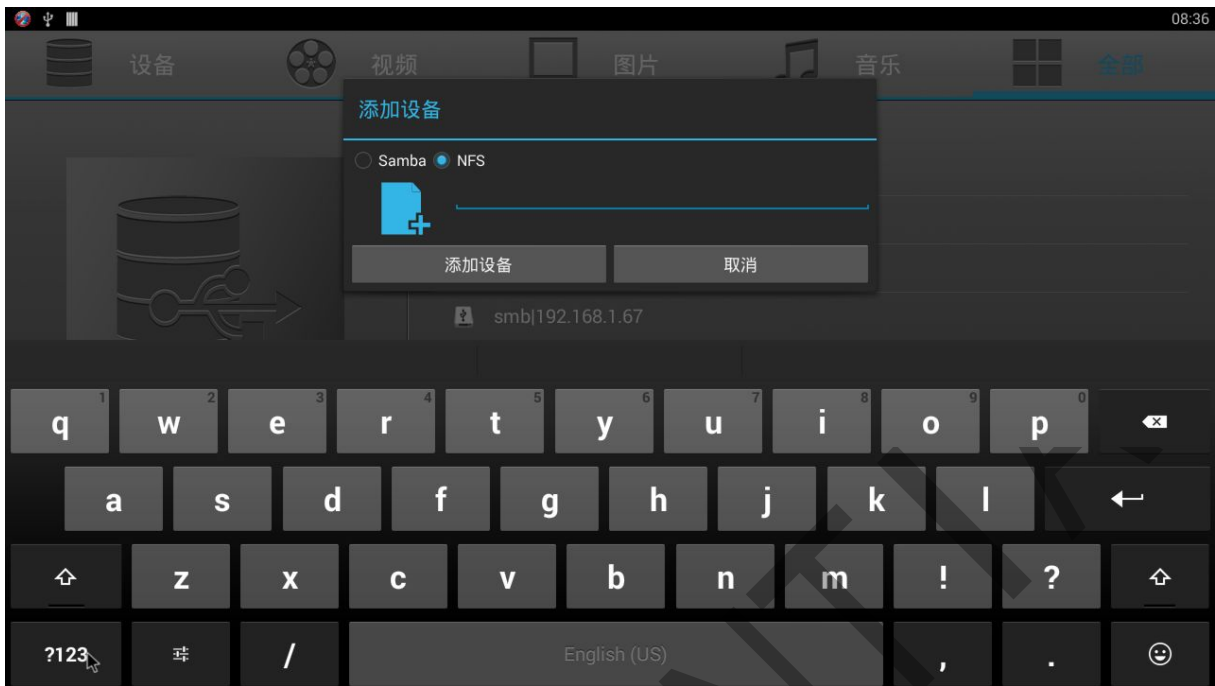 08:36
设备 视频 图片 音乐 全部
添加设备
Samba NFS
添加设备 取消
smb|192.168.1.67
1 2 3 4 5 6 7 8 9 0
q w e r t y u i o p
a s d f g h j k l
z x c v b n m ! ?
?123 / English (US) , .